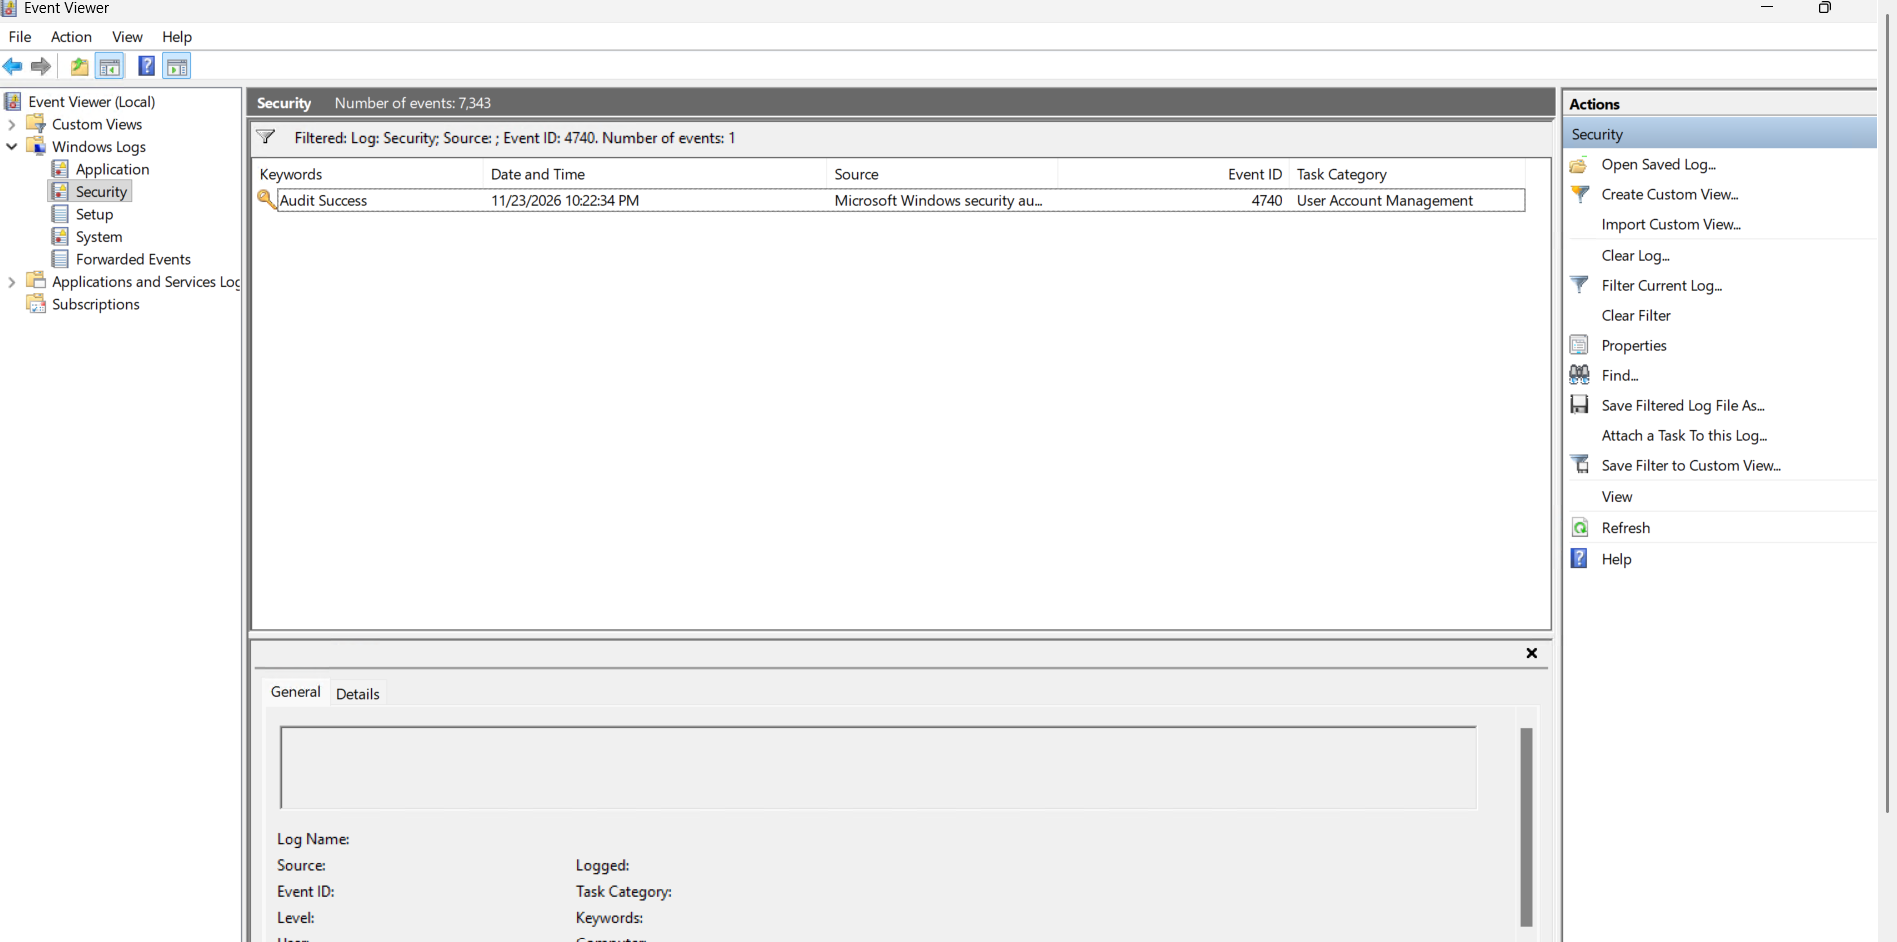 Event Viewer
File Action View Help
Event Viewer (Local)
Custom Views
Windows Logs
Application
Security
Setup
System
Forwarded Events
Applications and Services Log
Subscriptions
Security Number of events: 7,343
Filtered: Log: Security; Source: ; Event ID: 4740. Number of events: 1
Keywords Date and Time Source Event ID Task Category
Audit Success 11/23/2026 10:22:34 PM Microsoft Windows security au... 4740 User Account Management
General Details
Log Name:
Source: Logged:
Event ID: Task Category:
Level: Keywords:
User: Computer:
Actions
Security
Open Saved Log...
Create Custom View...
Import Custom View...
Clear Log...
Filter Current Log...
Clear Filter
Properties
Find...
Save Filtered Log File As...
Attach a Task To this Log...
Save Filter to Custom View...
View
Refresh
Help